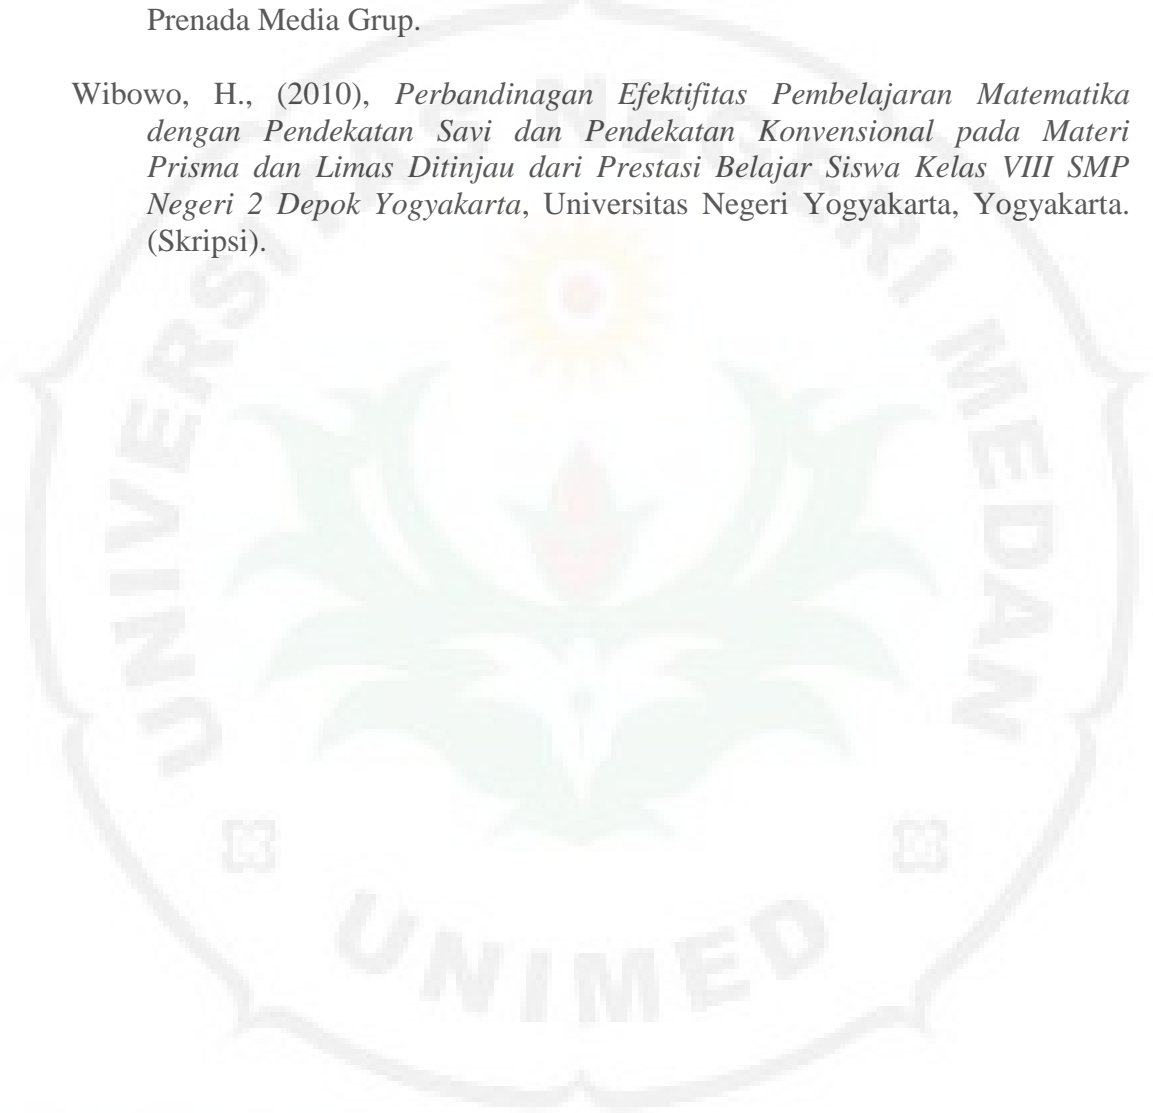 Prenada Media Grup.
Wibowo, H., (2010), Perbandinagan Efektifitas Pembelajaran Matematika
dengan Pendekatan Savi dan Pendekatan Konvensional pada Materi
Prisma dan Limas Ditinjau dari Prestasi Belajar Siswa Kelas VIII SMP
Negeri 2 Depok Yogyakarta, Universitas Negeri Yogyakarta, Yogyakarta.
(Skripsi).
UNIVERSITAS NEGERI MEDAN
UNIMED